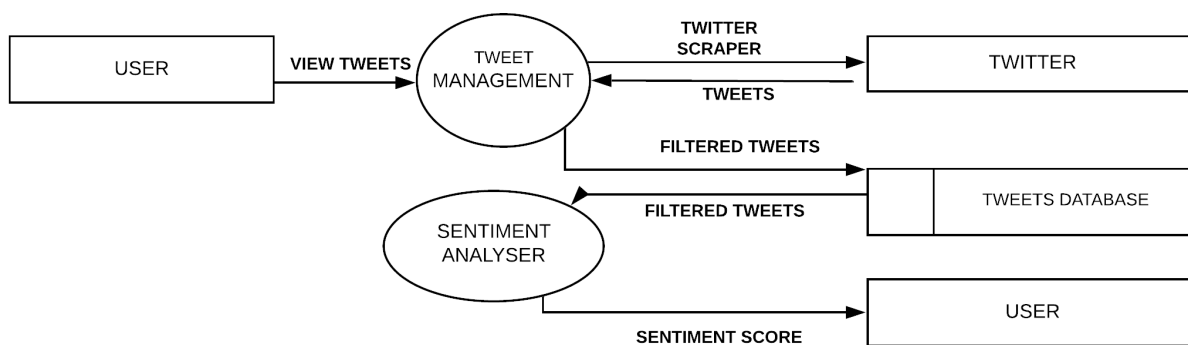 USER
VIEW TWEETS
TWEET
MANAGEMENT
TWITTER
SCRAPER
TWEETS
TWITTER
FILTERED TWEETS
TWEETS DATABASE
FILTERED TWEETS
SENTIMENT
ANALYSER
SENTIMENT SCORE
USER